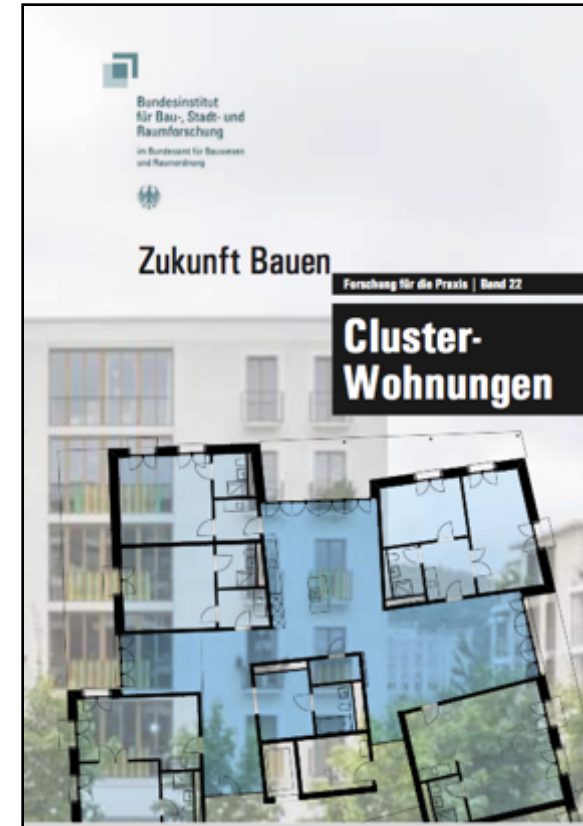 Bundesinstitut
für Bau-, Stadt- und
Raumforschung
im Bundesamt für Bauwesen
und Raumordnung
Zukunft Bauen
Forschung für die Praxis | Band 22
Cluster-
Wohnungen